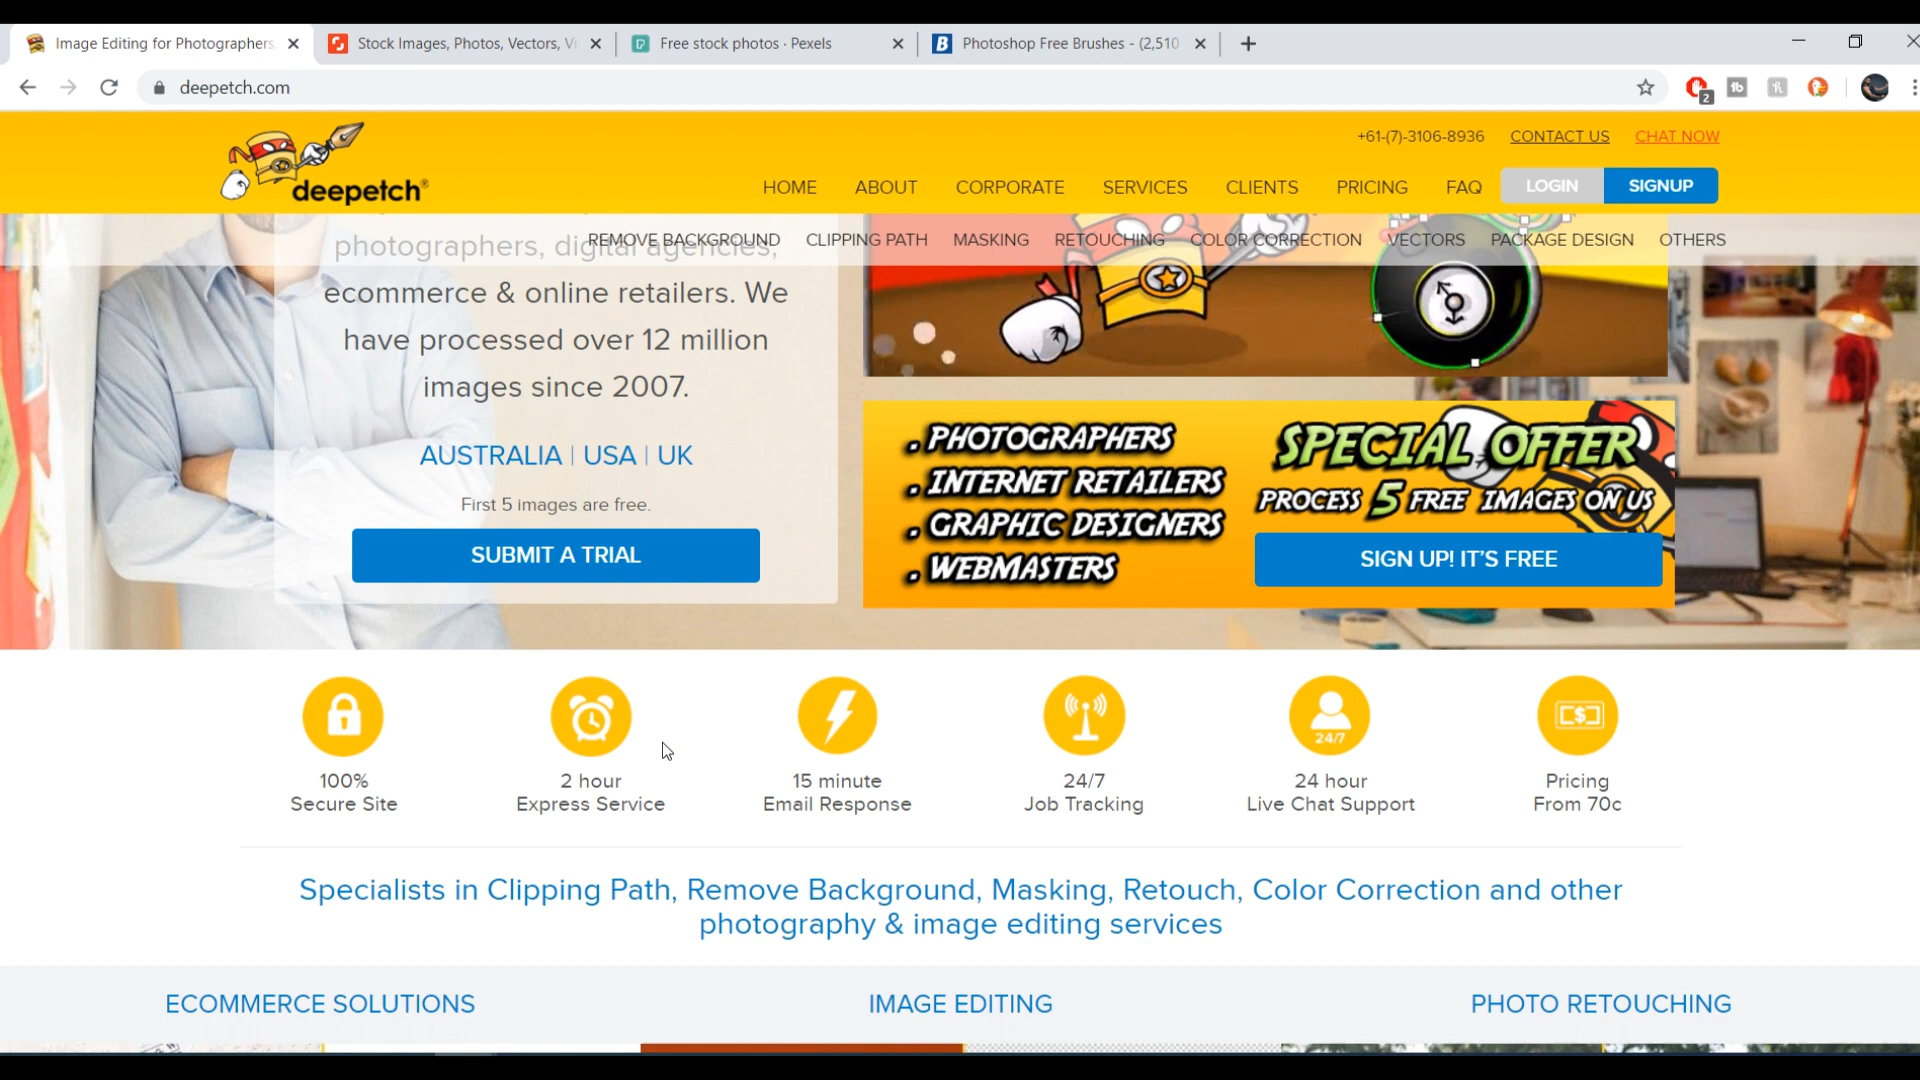 Image Editing for Photographers,
Stock Images, Photos, Vectors, Vi
Free stock photos · Pexels
Photoshop Free Brushes - (2,510
deepetch.com
2
deepetch®
+61-(7)-3106-8936 CONTACT US CHAT NOW
HOME ABOUT CORPORATE SERVICES CLIENTS PRICING FAQ LOGIN SIGNUP
REMOVE BACKGROUND CLIPPING PATH MASKING RETOUCHING COLOR CORRECTION VECTORS PACKAGE DESIGN OTHERS
photographers, digital agencies,
ecommerce & online retailers. We
have processed over 12 million
images since 2007.
AUSTRALIA | USA | UK
First 5 images are free.
SUBMIT A TRIAL
. PHOTOGRAPHERS
. INTERNET RETAILERS
. GRAPHIC DESIGNERS
. WEBMASTERS
SPECIAL OFFER
PROCESS 5 FREE IMAGES ON US
SIGN UP! IT'S FREE
24/7
100%
Secure Site
2 hour
Express Service
15 minute
Email Response
24/7
Job Tracking
24 hour
Live Chat Support
Pricing
From 70c
Specialists in Clipping Path, Remove Background, Masking, Retouch, Color Correction and other
photography & image editing services
ECOMMERCE SOLUTIONS
IMAGE EDITING
PHOTO RETOUCHING